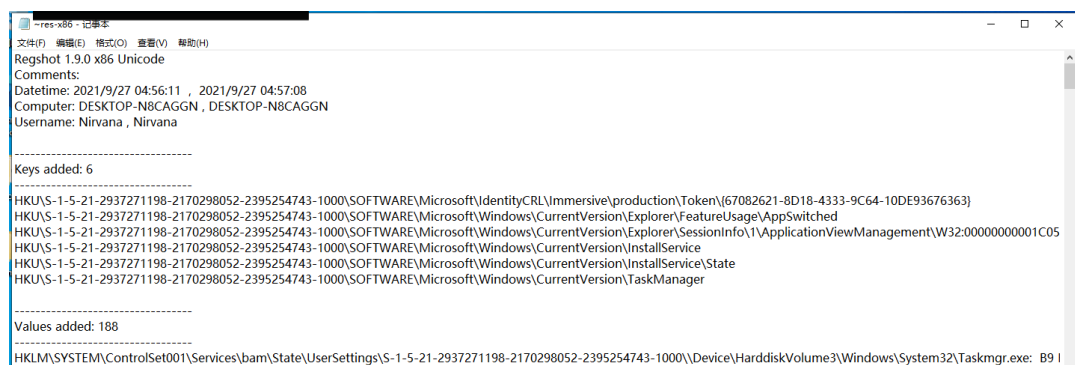 ~res-x86 - 记事本
文件(F) 编辑(E) 格式(O) 查看(V) 帮助(H)
Regshot 1.9.0 x86 Unicode
Comments:
Datetime: 2021/9/27 04:56:11 , 2021/9/27 04:57:08
Computer: DESKTOP-N8CAGGN , DESKTOP-N8CAGGN
Username: Nirvana , Nirvana
----------------------------------
Keys added: 6
----------------------------------
HKU\S-1-5-21-2937271198-2170298052-2395254743-1000\SOFTWARE\Microsoft\IdentityCRL\Immersive\production\Token\{67082621-8D18-4333-9C64-10DE93676363}
HKU\S-1-5-21-2937271198-2170298052-2395254743-1000\SOFTWARE\Microsoft\Windows\CurrentVersion\Explorer\FeatureUsage\AppSwitched
HKU\S-1-5-21-2937271198-2170298052-2395254743-1000\SOFTWARE\Microsoft\Windows\CurrentVersion\Explorer\SessionInfo\1\ApplicationViewManagement\W32:00000000001C05
HKU\S-1-5-21-2937271198-2170298052-2395254743-1000\SOFTWARE\Microsoft\Windows\CurrentVersion\InstallService
HKU\S-1-5-21-2937271198-2170298052-2395254743-1000\SOFTWARE\Microsoft\Windows\CurrentVersion\InstallService\State
HKU\S-1-5-21-2937271198-2170298052-2395254743-1000\SOFTWARE\Microsoft\Windows\CurrentVersion\TaskManager
----------------------------------
Values added: 188
----------------------------------
HKLM\SYSTEM\ControlSet001\Services\bam\State\UserSettings\S-1-5-21-2937271198-2170298052-2395254743-1000\\Device\HarddiskVolume3\Windows\System32\Taskmgr.exe: B9